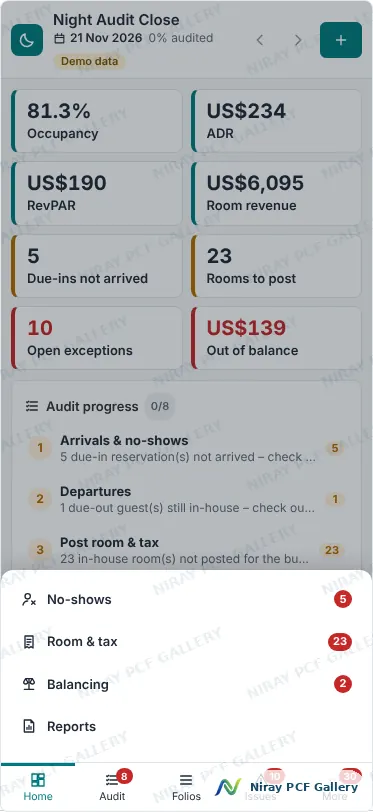 Night Audit Close
21 Nov 2026 0% audited
Demo data
81.3%
Occupancy
US$234
ADR
US$190
RevPAR
US$6,095
Room revenue
5
Due-ins not arrived
23
Rooms to post
10
Open exceptions
US$139
Out of balance
Audit progress 0/8
1 Arrivals & no-shows 5
5 due-in reservation(s) not arrived – check ...
2 Departures 1
1 due-out guest(s) still in-house – check ou...
3 Post room & tax 23
23 in-house room(s) not posted for the bu...
No-shows 5
Room & tax 23
Balancing 2
Reports
8 10 30
Home Audit Folios Issues More
Niray PCF Gallery
NIRAY PCF GALLERY